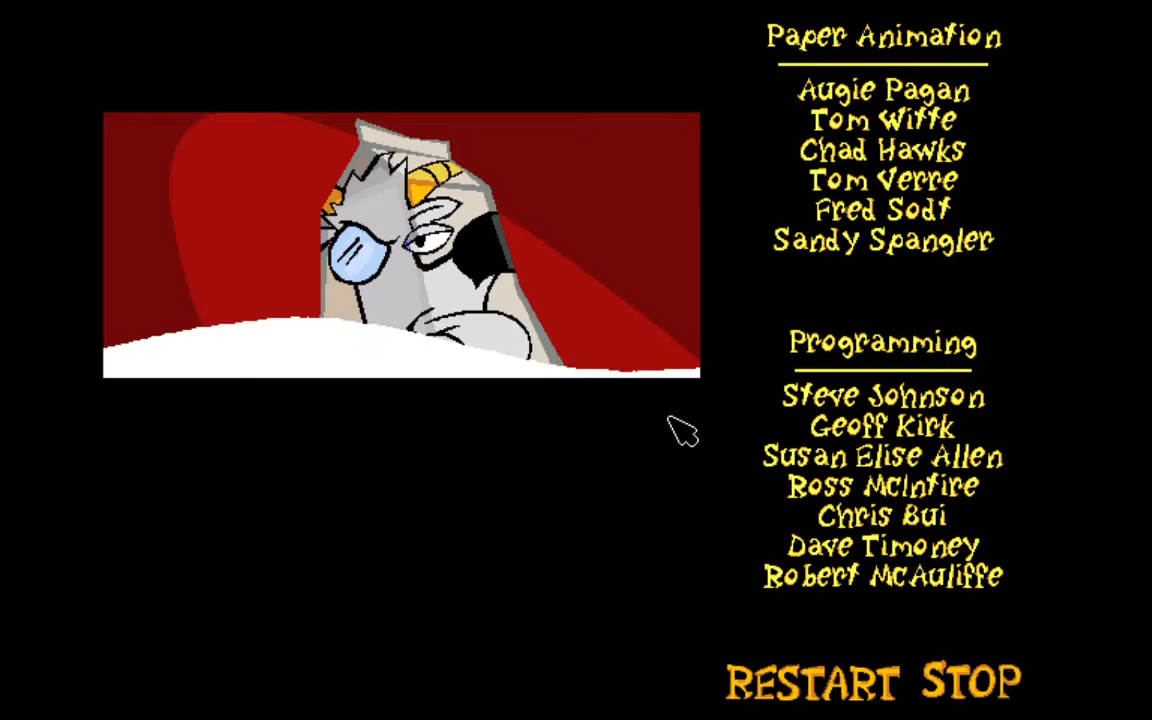 Paper Animation
Augie Pagan
Tom Witte
Chad Hawks
Tom Verre
Fred Sodt
Sandy Spangler
Programming
Steve Johnson
Geoff Kirk
Susan Elise Allen
Ross McIntire
Chris Bui
Dave Timoney
Robert McAuliffe
RESTART STOP